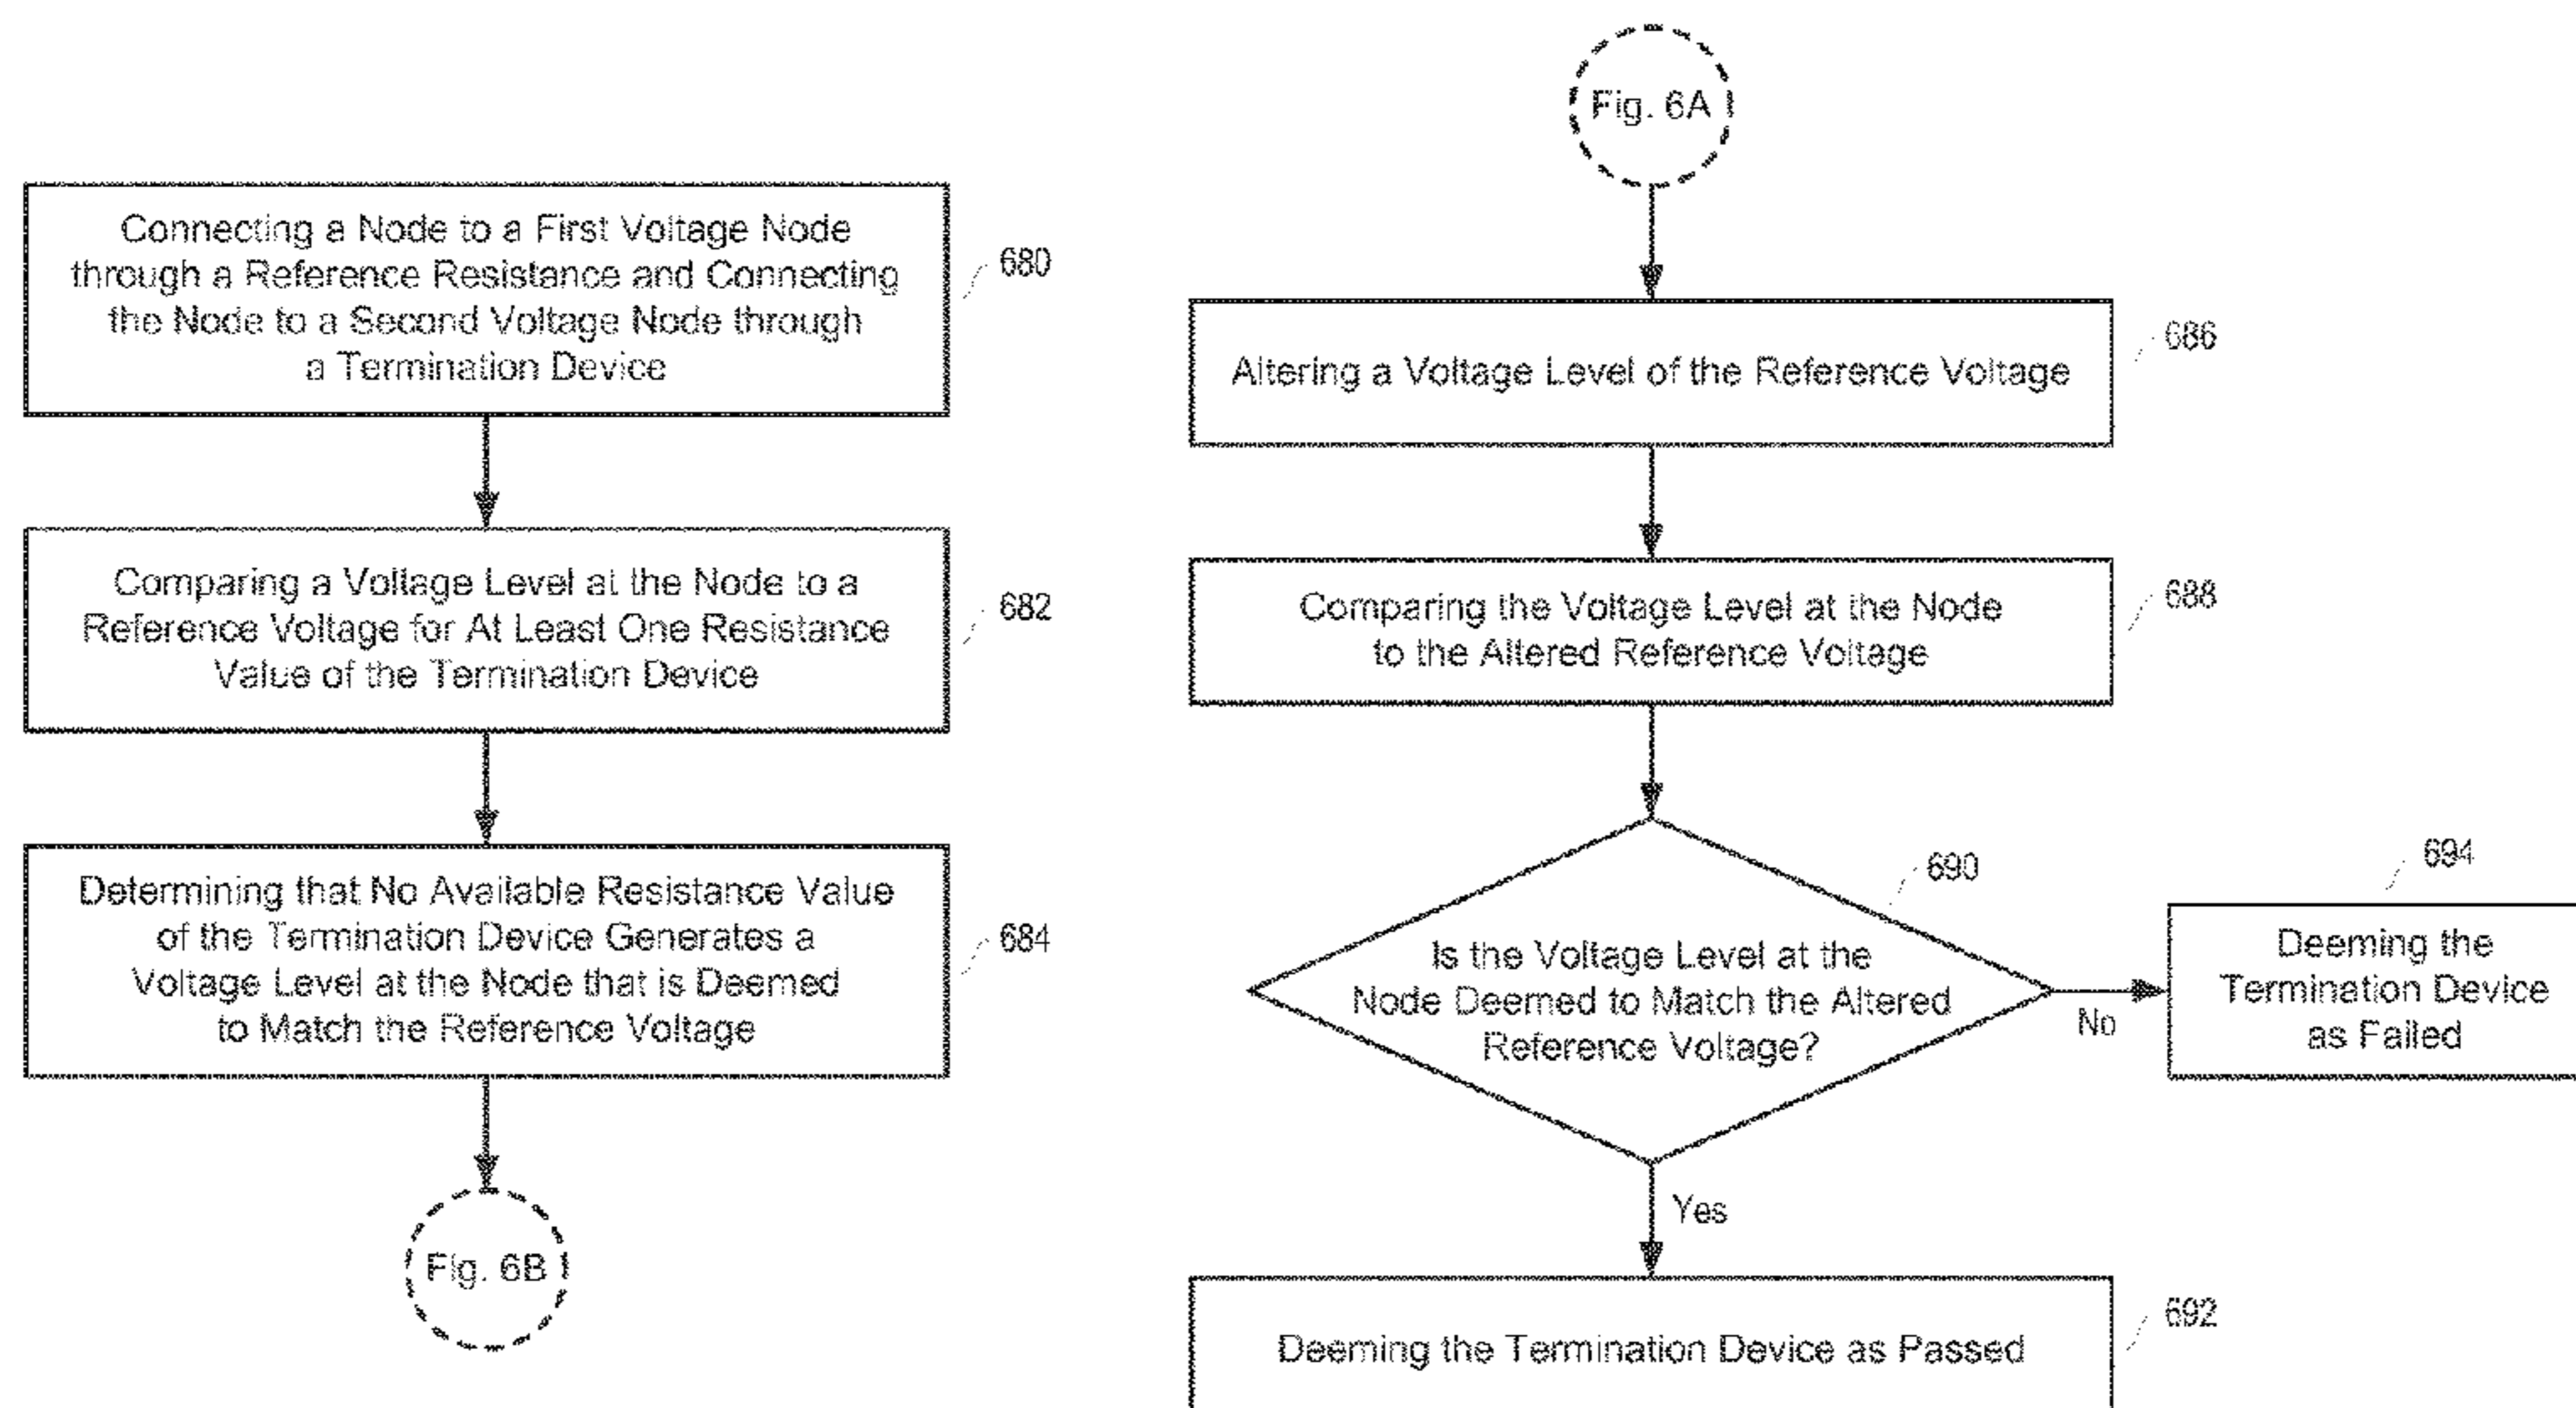 Connecting a Node to a First Voltage Node
through a Reference Resistance and Connecting
the Node to a Second Voltage Node through
a Termination Device
680
Comparing a Voltage Level at the Node to a
Reference Voltage for At Least One Resistance
Value of the Termination Device
682
Determining that No Available Resistance Value
of the Termination Device Generates a
Voltage Level at the Node that is Deemed
to Match the Reference Voltage
684
Fig. 6B
Fig. 6A
Altering a Voltage Level of the Reference Voltage
686
Comparing the Voltage Level at the Node
to the Altered Reference Voltage
688
Is the Voltage Level at the
Node Deemed to Match the Altered
Reference Voltage?
690
No
694
Deeming the
Termination Device
as Failed
Yes
Deeming the Termination Device as Passed
692